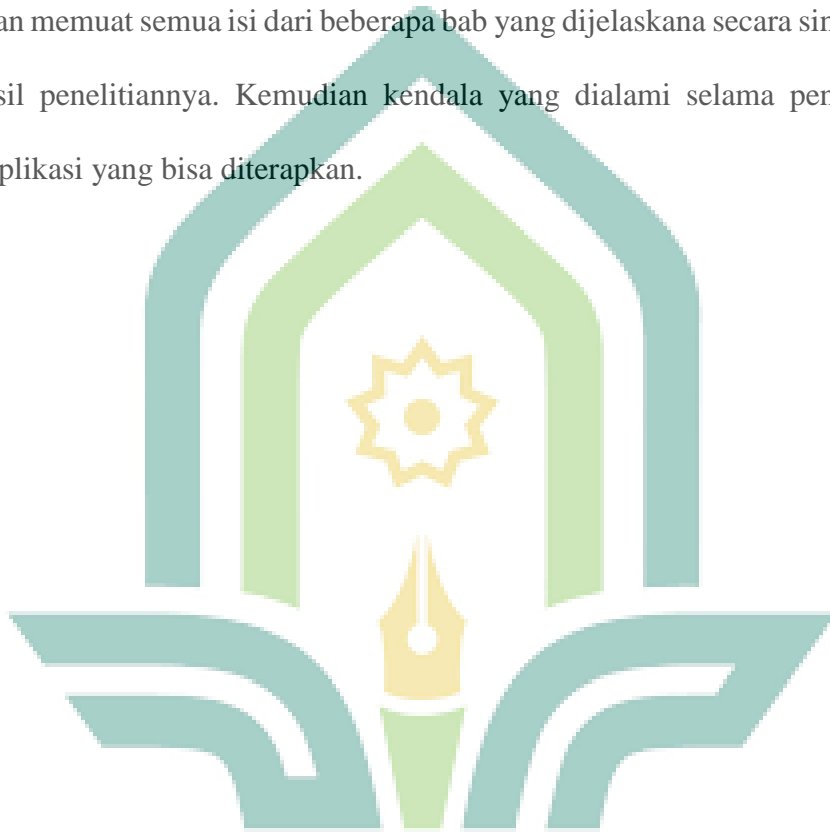 an memuat semua isi dari beberapa bab yang dijelaskana secara sin
sil penelitiannya. Kemudian kendala yang dialami selama pen
plikasi yang bisa diterapkan.